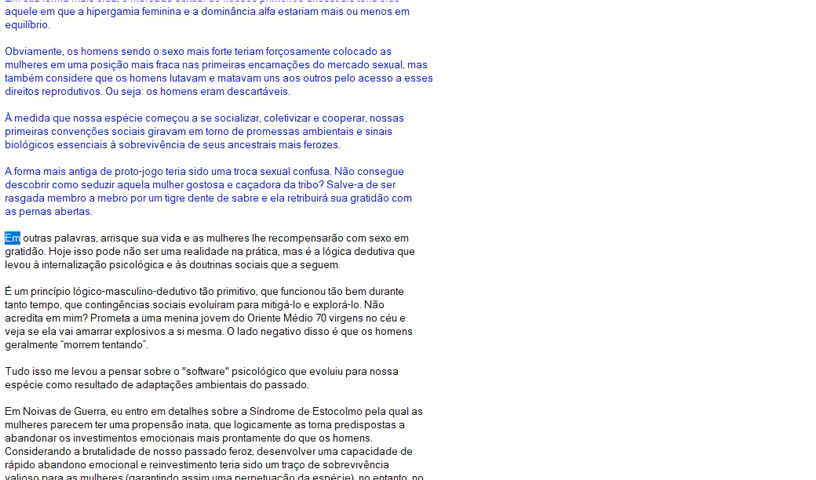 aquele em que a hipergamia feminina e a dominância alfa estariam mais ou menos em
equilíbrio.
Obviamente, os homens sendo o sexo mais forte teriam forçosamente colocado as
mulheres em uma posição mais fraca nas primeiras encarnações do mercado sexual, mas
também considere que os homens lutavam e matavam uns aos outros pelo acesso a esses
direitos reprodutivos. Ou seja: os homens eram descartáveis.
À medida que nossa espécie começou a se socializar, coletivizar e cooperar, nossas
primeiras convenções sociais giravam em torno de promessas ambientais e sinais
biológicos essenciais à sobrevivência de seus ancestrais mais ferozes.
A forma mais antiga de proto-jogo teria sido uma troca sexual confusa. Não consegue
descobrir como seduzir aquela mulher gostosa e caçadora da tribo? Salve-a de ser
rasgada membro a mebro por um tigre dente de sabre e ela retribuirá sua gratidão com
as pernas abertas.
Em outras palavras, arrisque sua vida e as mulheres lhe recompensarão com sexo em
gratidão. Hoje isso pode não ser uma realidade na prática, mas é a lógica dedutiva que
levou à internalização psicológica e às doutrinas sociais que a seguem.
É um princípio lógico-masculino-dedutivo tão primitivo, que funcionou tão bem durante
tanto tempo, que contingências sociais evoluíram para mitigá-lo e explorá-lo. Não
acredita em mim? Prometa a uma menina jovem do Oriente Médio 70 virgens no céu e
veja se ela vai amarrar explosivos a si mesma. O lado negativo disso é que os homens
geralmente "morrem tentando".
Tudo isso me levou a pensar sobre o "software" psicológico que evoluiu para nossa
espécie como resultado de adaptações ambientais do passado.
Em Noivas de Guerra, eu entro em detalhes sobre a Síndrome de Estocolmo pela qual as
mulheres parecem ter uma propensão inata, que logicamente as torna predispostas a
abandonar os investimentos emocionais mais prontamente do que os homens.
Considerando a brutalidade de nosso passado feroz, desenvolver uma capacidade de
rápido abandono emocional e reinvestimento teria sido um traço de sobrevivência
valioso para as mulheres (garantindo assim uma perpetuação da espécie), no entanto, no